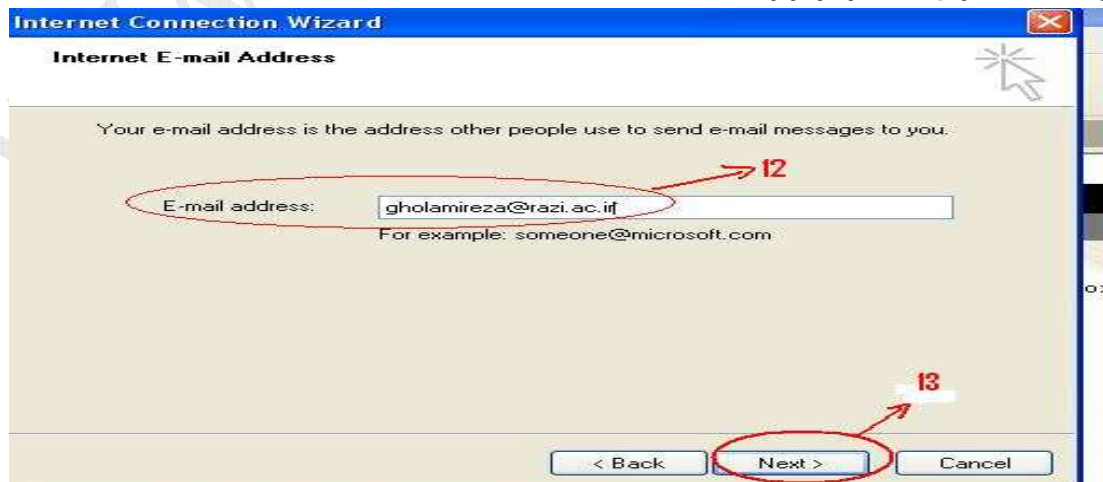 Internet Connection Wizard
Internet E-mail Address
Your e-mail address is the address other people use to send e-mail messages to you.
12
E-mail address: gholamireza@razi.ac.ir
For example: someone@microsoft.com
13
< Back Next > Cancel